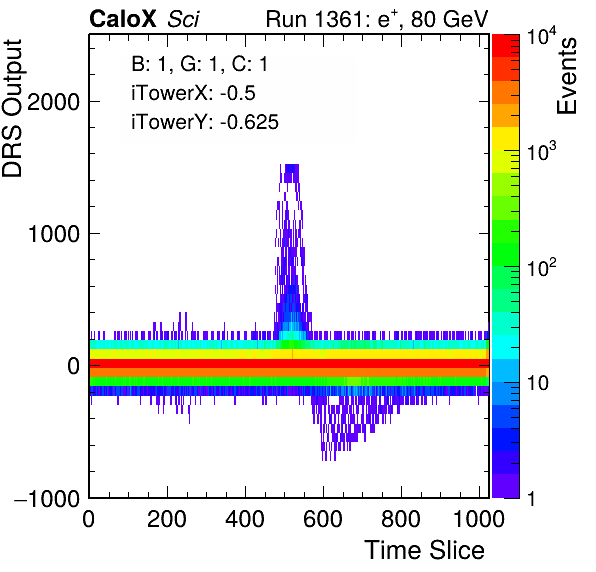 CaloX Sci Run 1361: e+, 80 GeV
B: 1, G: 1, C: 1
iTowerX: -0.5
iTowerY: -0.625
DRS Output
2000
1000
0
−1000
0 200 400 600 800 1000
Time Slice
Events
10^4
10^3
10^2
10
1